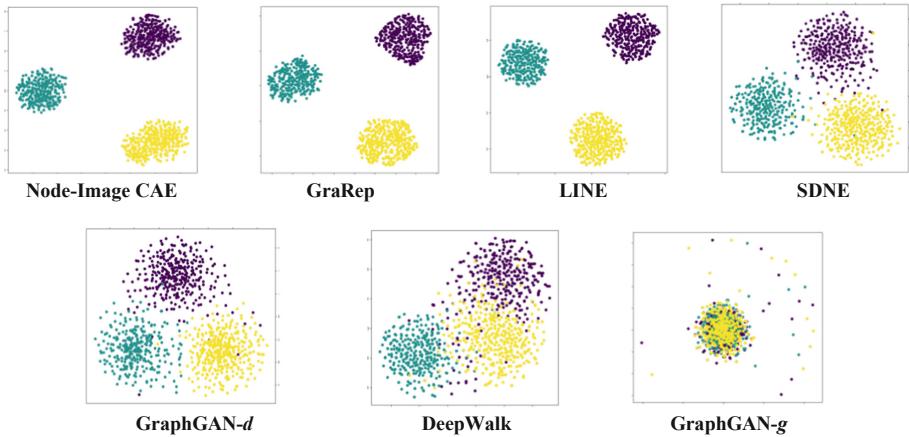 Node-Image CAE
GraRep
LINE
SDNE
GraphGAN-d
DeepWalk
GraphGAN-g